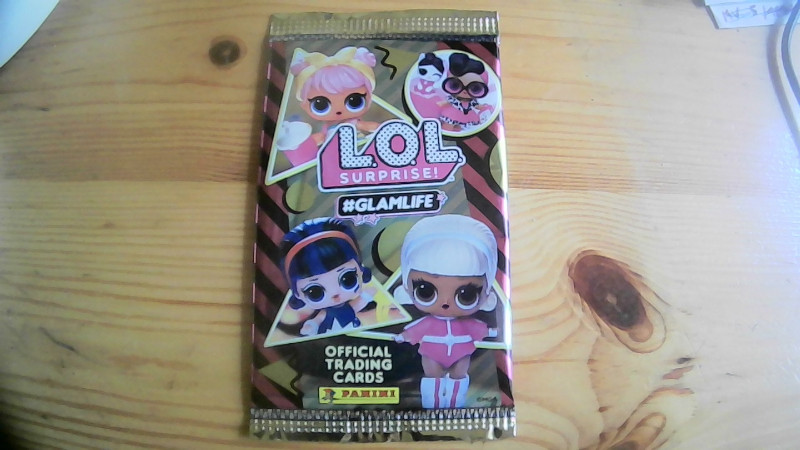 L.O.L.
SURPRISE!
#GLAMLIFE
OFFICIAL
TRADING
CARDS
PANINI